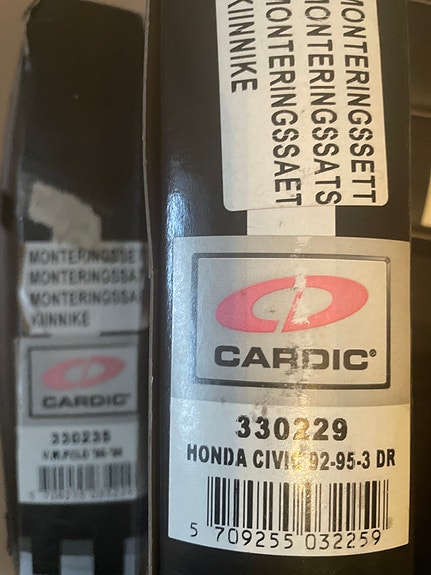 MONTERINGSSE
MONTERINGSSA
MONTERINGSSA
KIINNIKE
CARDIC
330235
MONTERINGSSETT
MONTERINGSSATS
MONTERINGSSAET
KIINNIKE
CARDIC®
330229
HONDA CIVIC '92-95-3 DR
5 709255 032259